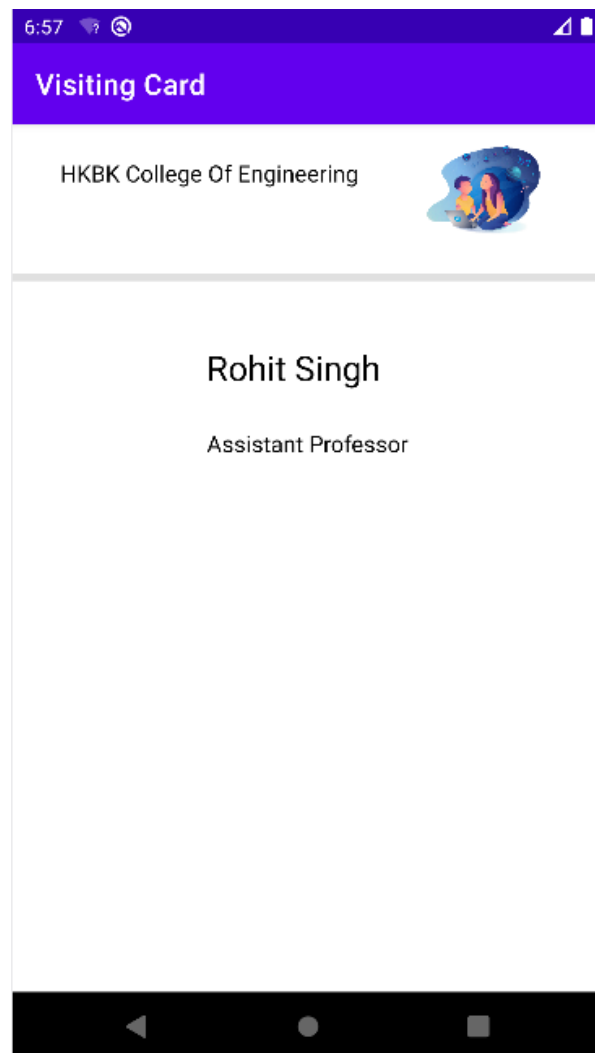 6:57
Visiting Card
HKBK College Of Engineering
Rohit Singh
Assistant Professor